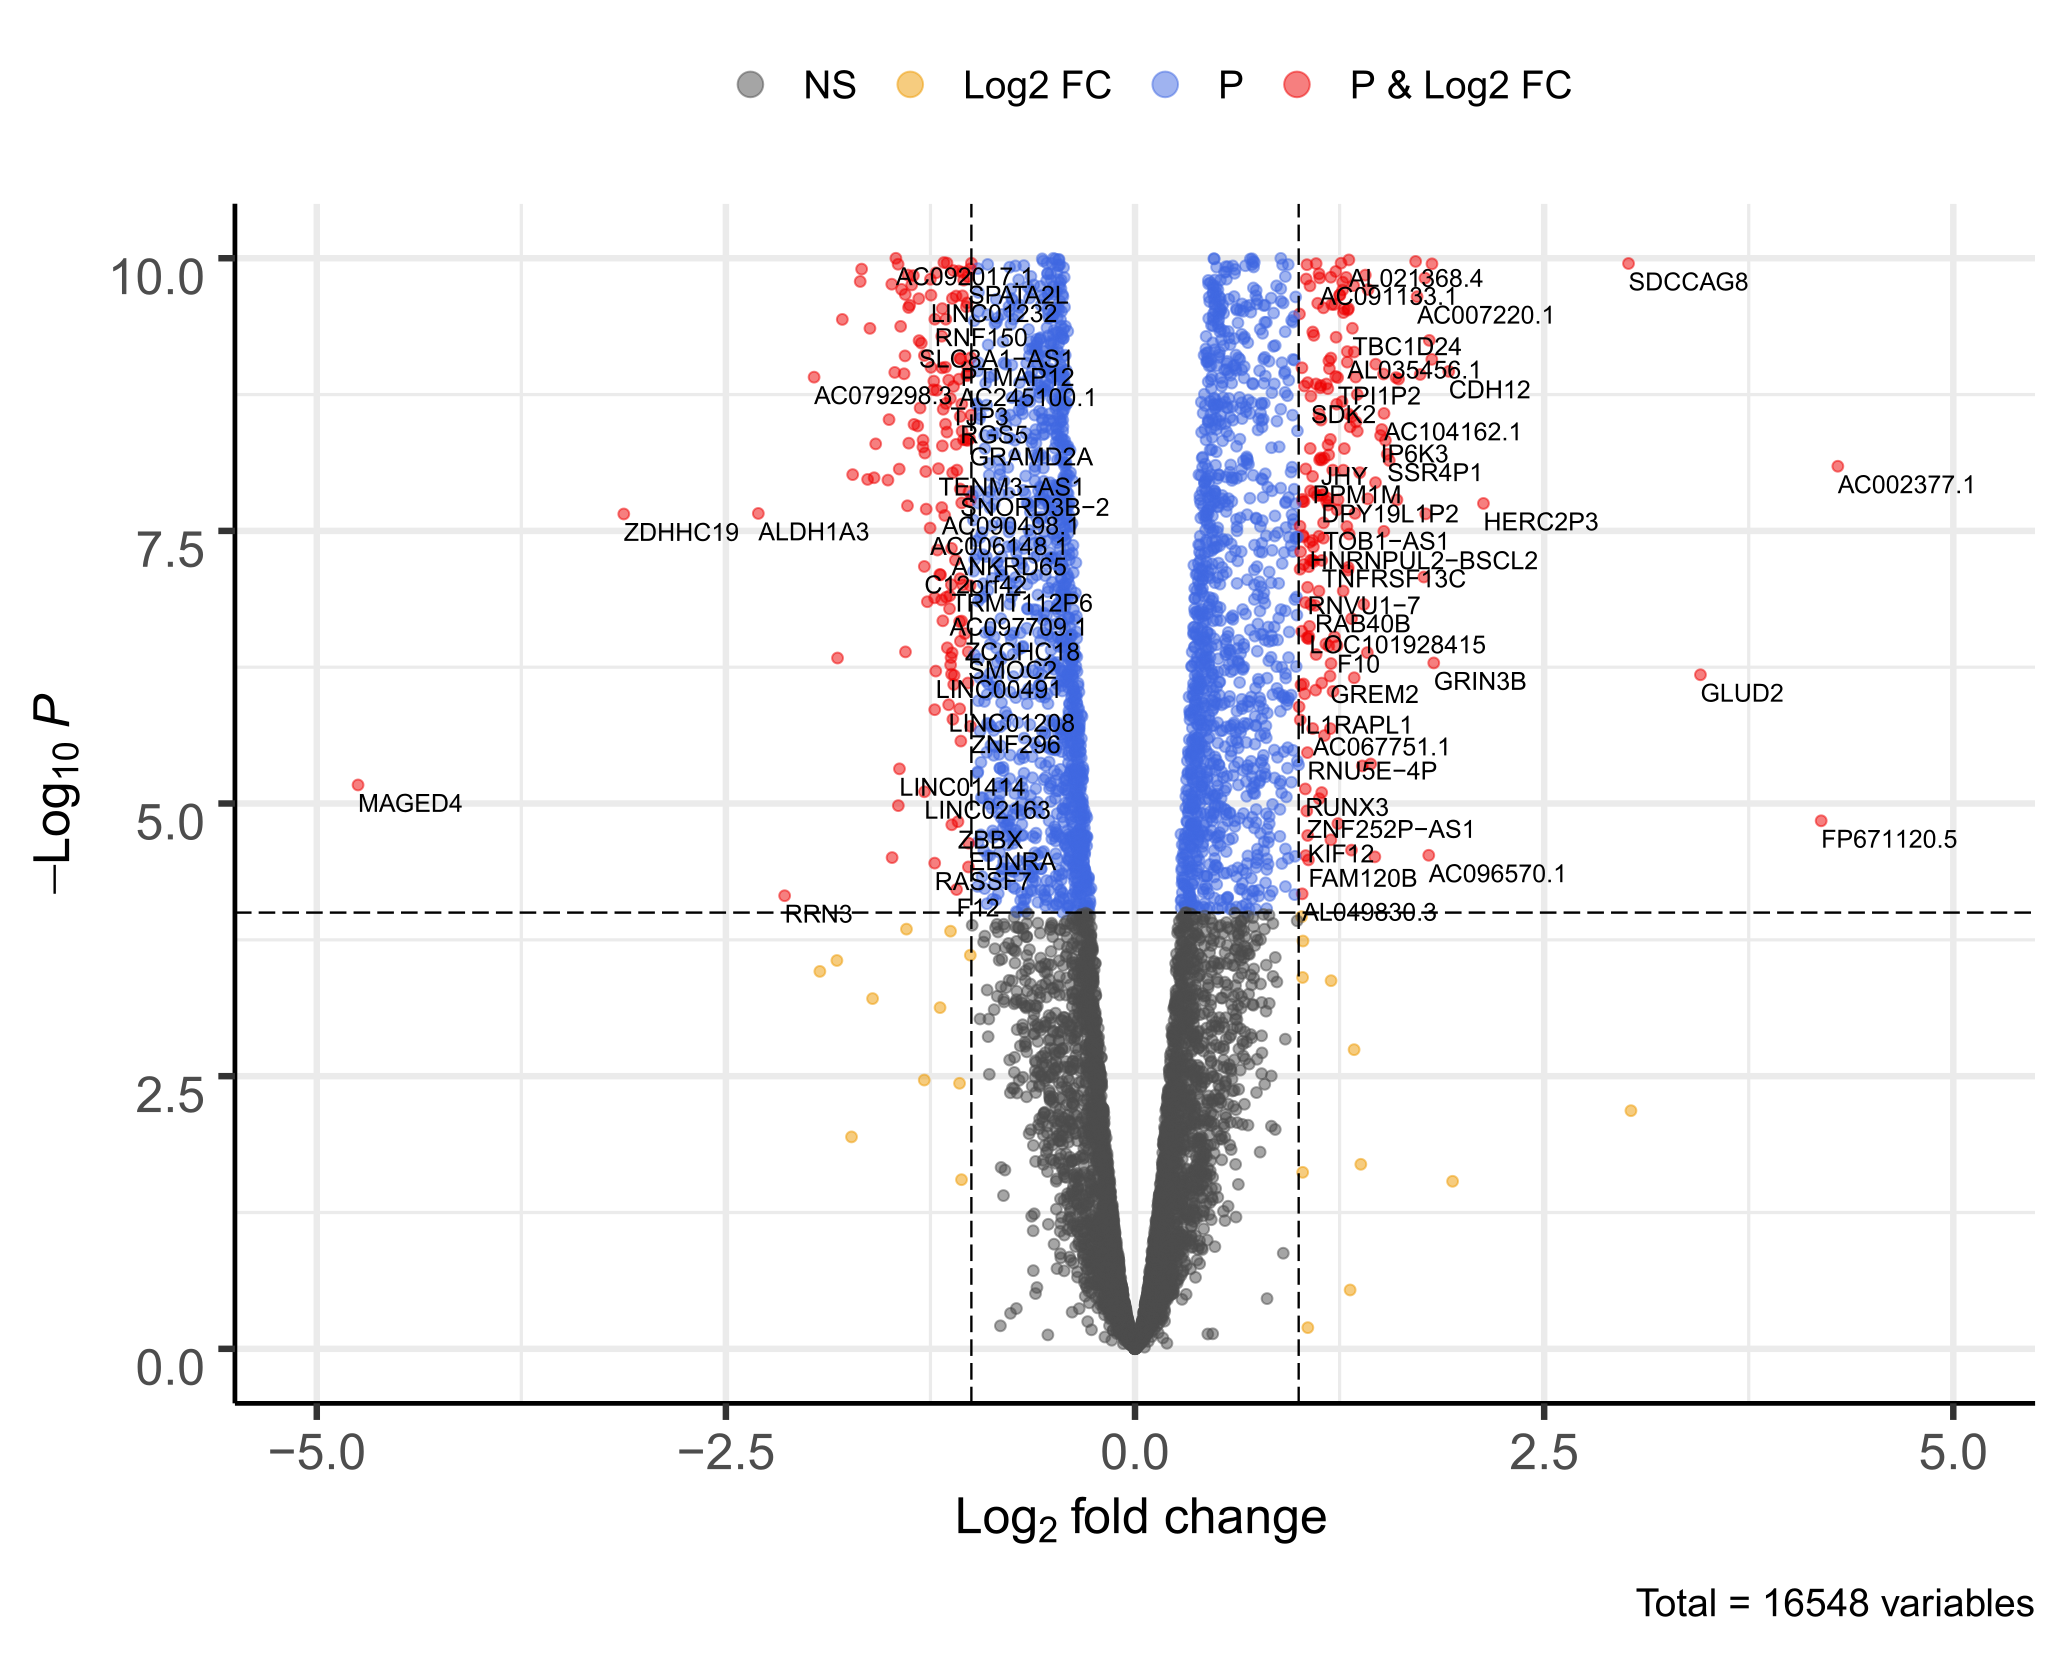 NS Log2 FC P P & Log2 FC
10.0
7.5
5.0
2.5
0.0
−Log10 P
AC092017.1
SPATA2L
LINC01232
RNF150
SLC8A1−AS1
PTMAP12
AC079298.3
AC245100.1
TJP3
RGS5
GRAMD2A
TENM3−AS1
SNORD3B−2
ZDHHC19
ALDH1A3
AC090498.1
AC006148.1
ANKRD65
C12orf42
TRMT112P6
AC097709.1
ZCCHC18
SMOC2
LINC00491
LINC01208
ZNF296
LINC01414
MAGED4
LINC02163
ZBBX
EDNRA
RASSF7
F12
RRN3
AL021368.4
SDCCAG8
AC091133.1
AC007220.1
TBC1D24
AL035456.1
CDH12
TPI1P2
SDK2
AC104162.1
IP6K3
SSR4P1
JHY
AC002377.1
PPM1M
DPY19L1P2
HERC2P3
TOB1−AS1
HNRNPUL2−BSCL2
TNFRSF13C
RNVU1−7
RAB40B
LOC101928415
F10
GRIN3B
GREM2
GLUD2
IL1RAPL1
AC067751.1
RNU5E−4P
RUNX3
ZNF252P−AS1
FP671120.5
KIF12
AC096570.1
FAM120B
AL049830.3
−5.0 −2.5 0.0 2.5 5.0
Log2 fold change
Total = 16548 variables